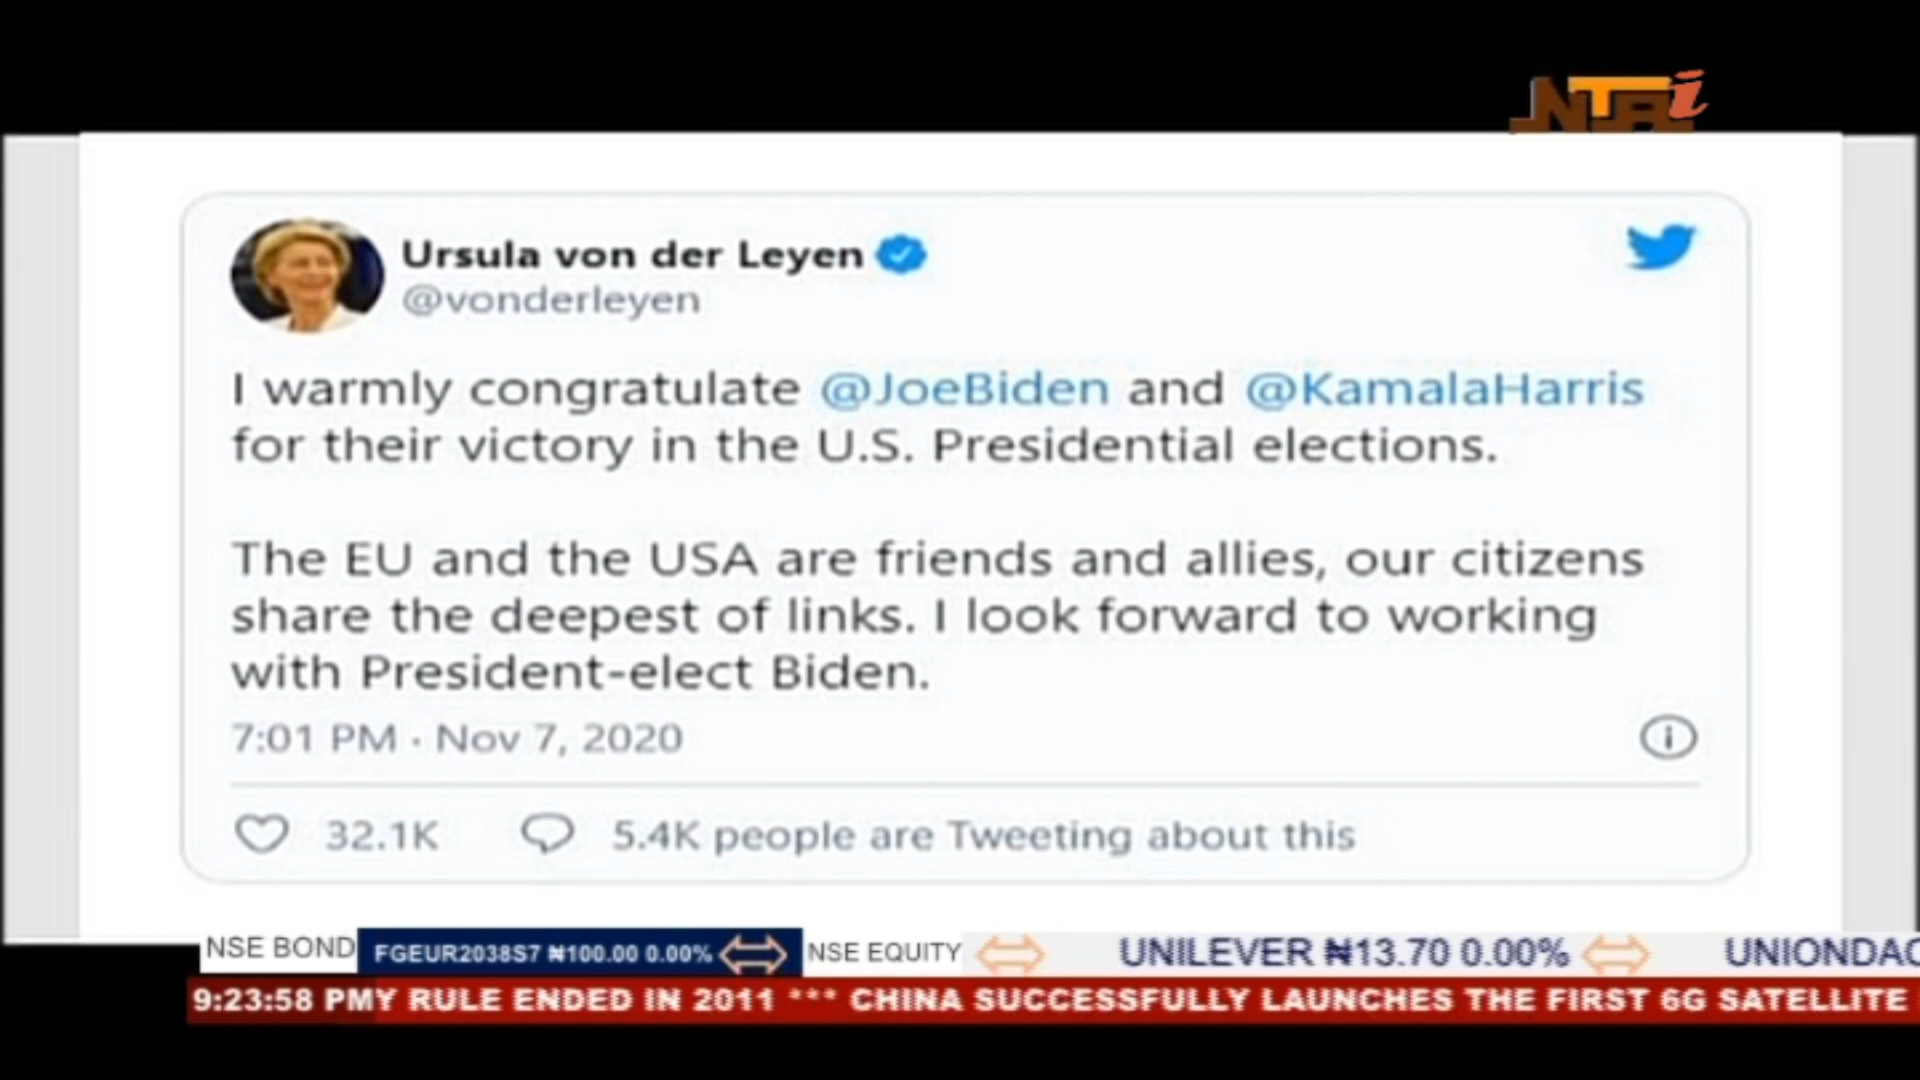 NTAi
Ursula von der Leyen
@vonderleyen
I warmly congratulate @JoeBiden and @KamalaHarris
for their victory in the U.S. Presidential elections.
The EU and the USA are friends and allies, our citizens
share the deepest of links. I look forward to working
with President-elect Biden.
7:01 PM · Nov 7, 2020
32.1K 5.4K people are Tweeting about this
NSE BOND FGEUR2038S7 ₦100.00 0.00% NSE EQUITY UNILEVER ₦13.70 0.00% UNIONDAC
9:23:58 PM Y RULE ENDED IN 2011 *** CHINA SUCCESSFULLY LAUNCHES THE FIRST 6G SATELLITE